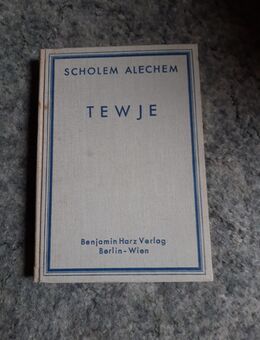 SCHOLEM ALECHEM
TEWJE
Benjamin Harz Verlag
Berlin-Wien